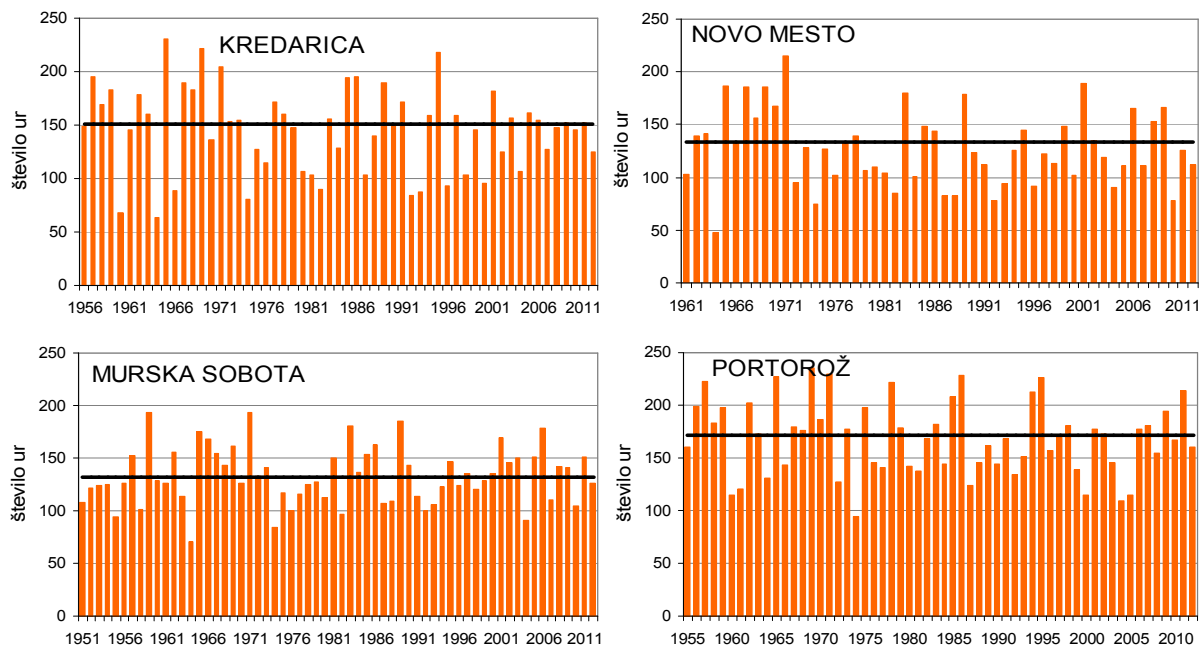 KREDARICA
število ur
250
200
150
100
50
0
1956 1961 1966 1971 1976 1981 1986 1991 1996 2001 2006 2011
NOVO MESTO
število ur
250
200
150
100
50
0
1961 1966 1971 1976 1981 1986 1991 1996 2001 2006 2011
MURSKA SOBOTA
število ur
250
200
150
100
50
0
1951 1956 1961 1966 1971 1976 1981 1986 1991 1996 2001 2006 2011
PORTOROŽ
število ur
250
200
150
100
50
0
1955 1960 1965 1970 1975 1980 1985 1990 1995 2000 2005 2010